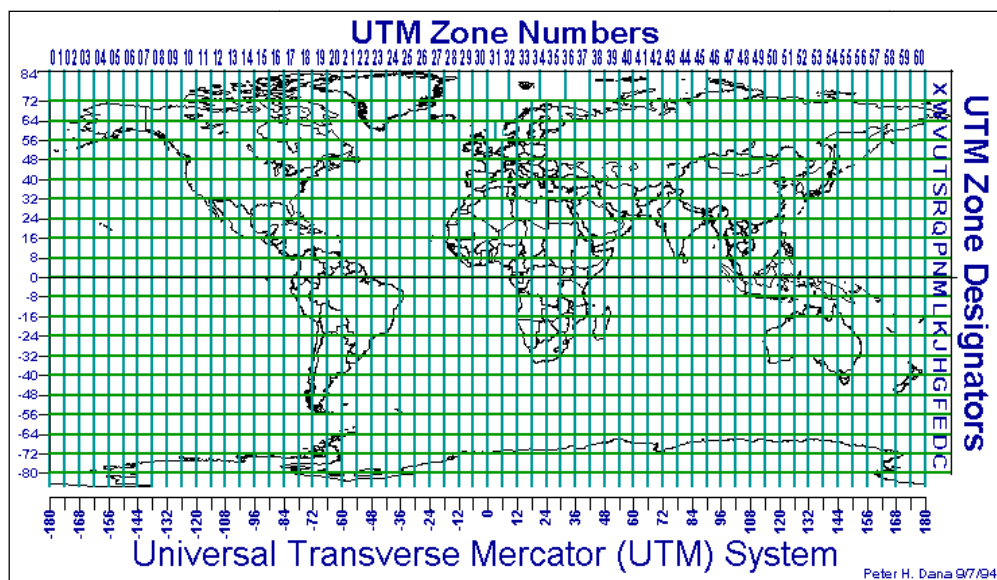 UTM Zone Numbers
01 02 03 04 05 06 07 08 09 10 11 12 13 14 15 16 17 18 19 20 21 22 23 24 25 26 27 28 29 30 31 32 33 34 35 36 37 38 39 40 41 42 43 44 45 46 47 48 49 50 51 52 53 54 55 56 57 58 59 60
84
72
64
56
48
40
32
24
16
8
0
-8
-16
-24
-32
-40
-48
-56
-64
-72
-80
X
W
V
U
T
S
R
Q
P
N
M
L
K
J
H
G
F
E
D
C
UTM Zone Designators
-180 -168 -156 -144 -132 -120 -108 -96 -84 -72 -60 -48 -36 -24 -12 0 12 24 36 48 60 72 84 96 108 120 132 144 156 168 180
Universal Transverse Mercator (UTM) System
Peter H. Dana 9/7/94